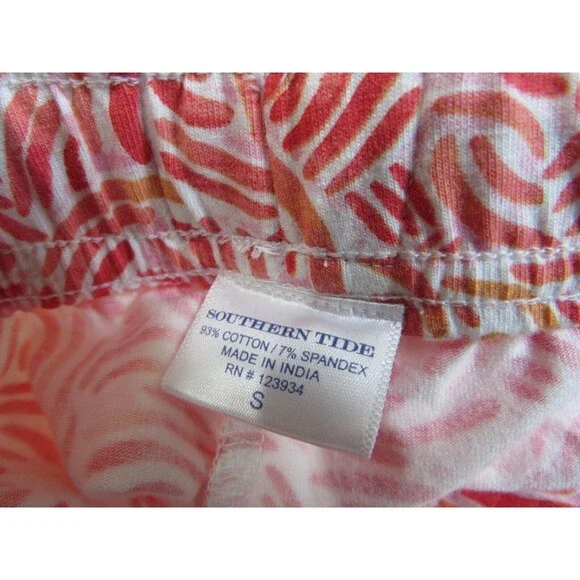 SOUTHERN TIDE
93% COTTON / 7% SPANDEX
MADE IN INDIA
RN # 123934
S